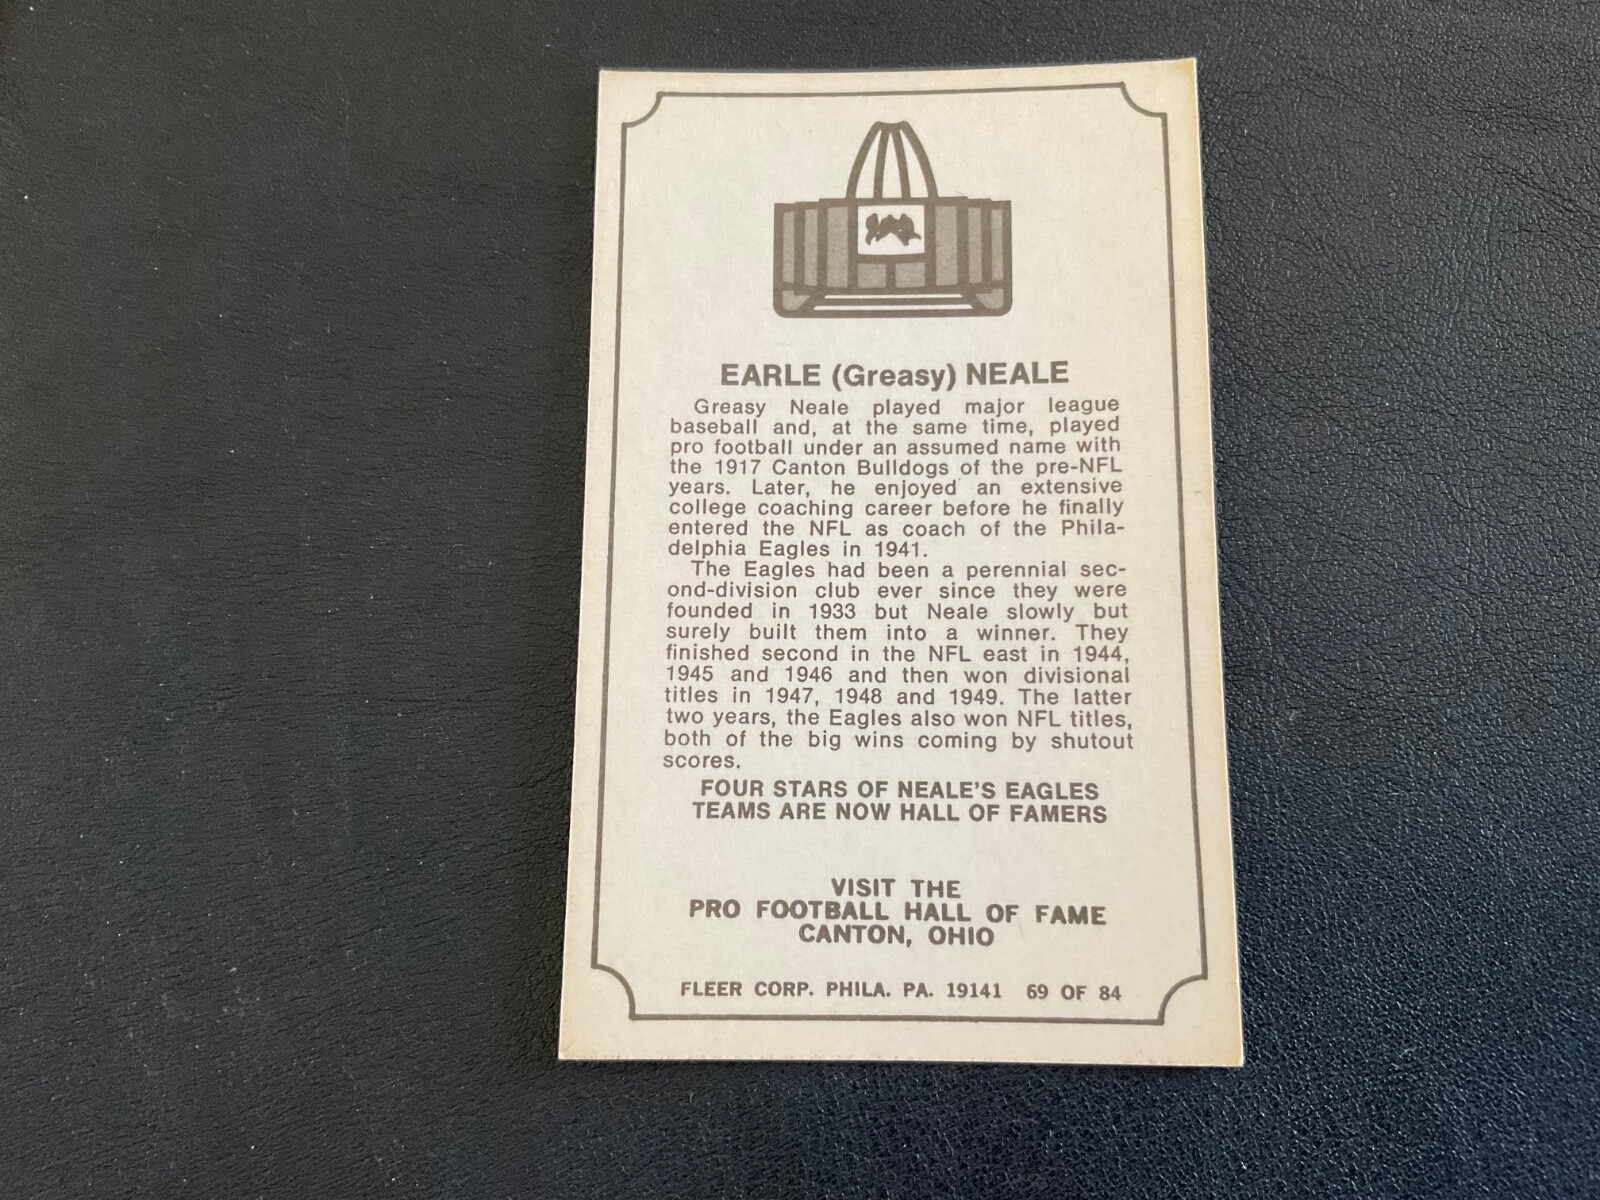 EARLE (Greasy) NEALE
Greasy Neale played major league
baseball and, at the same time, played
pro football under an assumed name with
the 1917 Canton Bulldogs of the pre-NFL
years. Later, he enjoyed an extensive
college coaching career before he finally
entered the NFL as coach of the Phila-
delphia Eagles in 1941.
The Eagles had been a perennial sec-
ond-division club ever since they were
founded in 1933 but Neale slowly but
surely built them into a winner. They
finished second in the NFL east in 1944,
1945 and 1946 and then won divisional
titles in 1947, 1948 and 1949. The latter
two years, the Eagles also won NFL titles,
both of the big wins coming by shutout
scores.
FOUR STARS OF NEALE'S EAGLES
TEAMS ARE NOW HALL OF FAMERS
VISIT THE
PRO FOOTBALL HALL OF FAME
CANTON, OHIO
FLEER CORP. PHILA. PA. 19141 69 OF 84